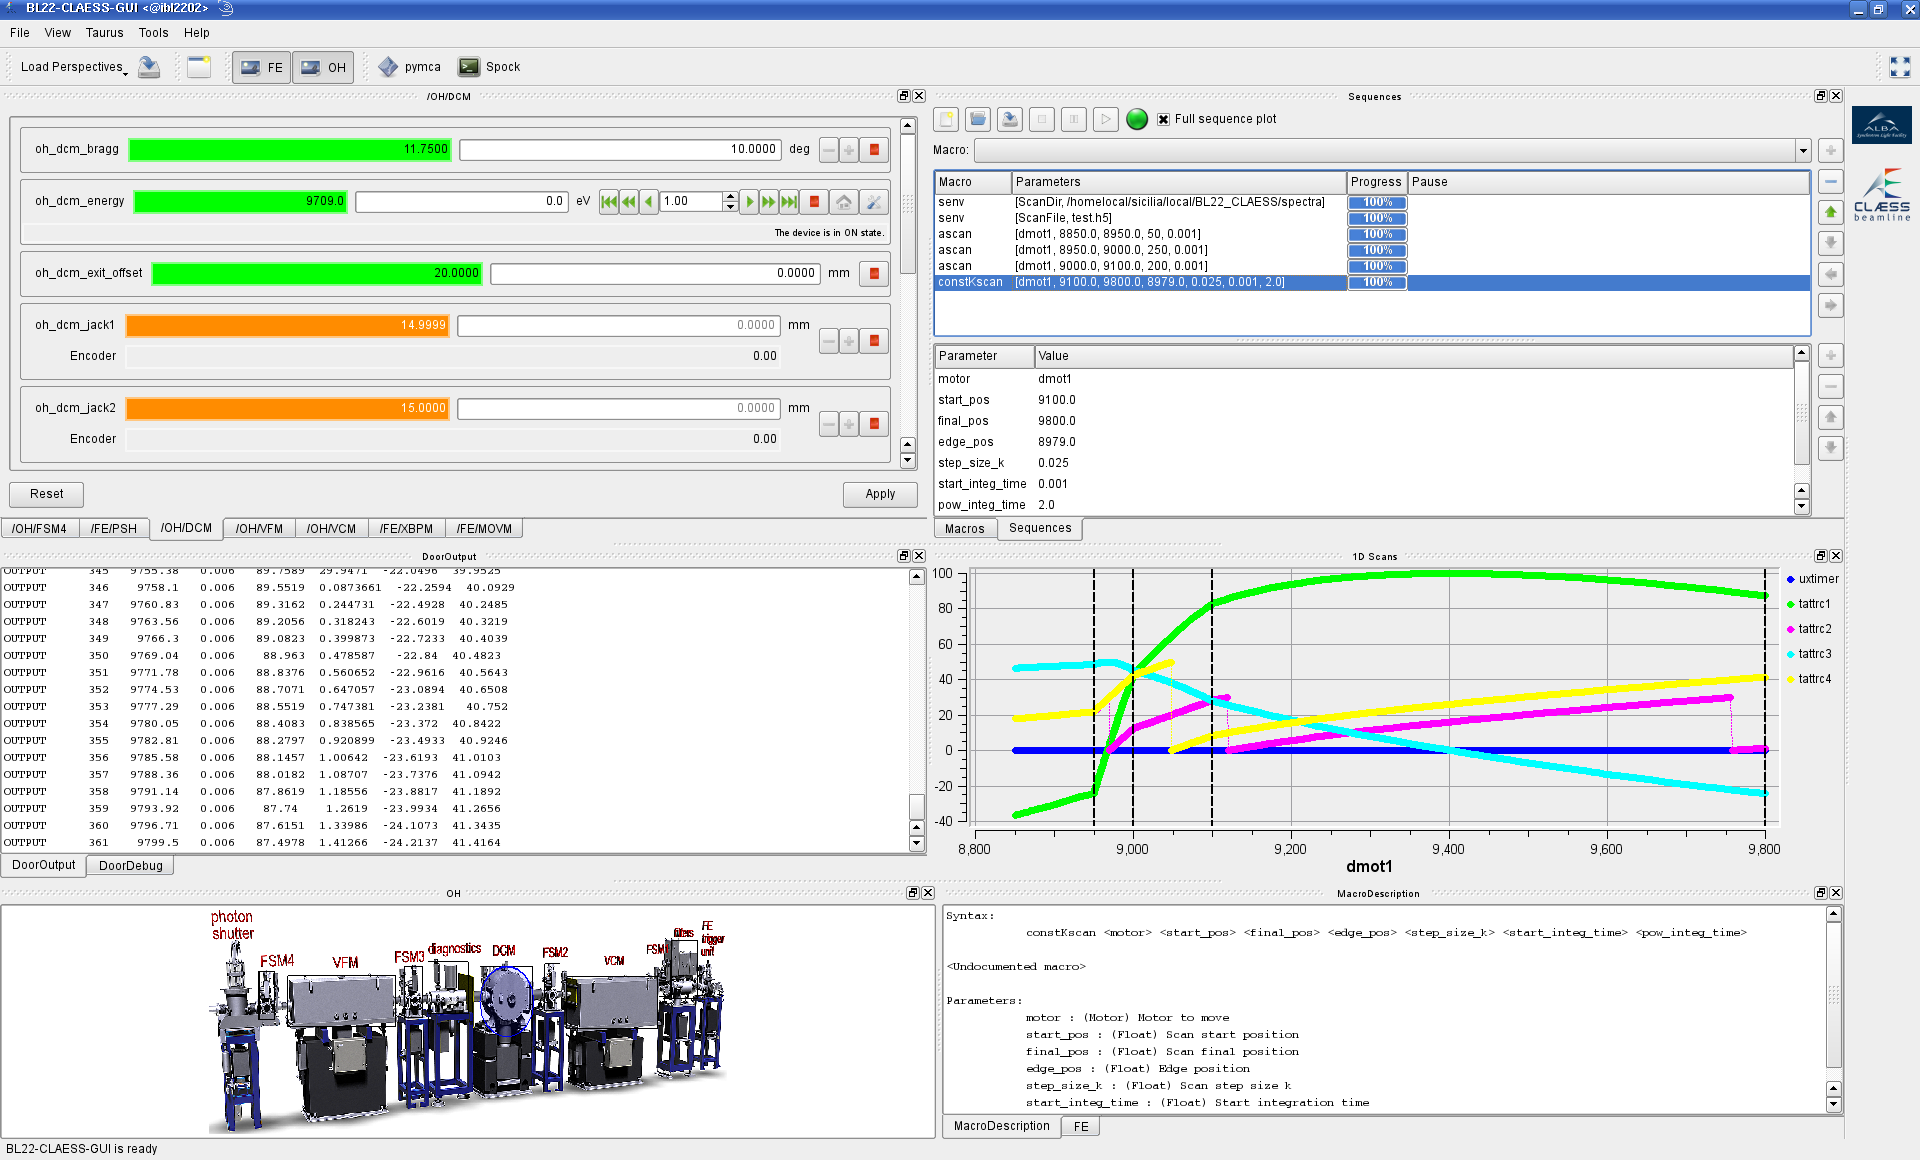 BL22-CLAESS-GUI <@ibl2202>
File View Taurus Tools Help
Load Perspectives FE OH pymca Spock
/OH/DCM
oh_dcm_bragg 11.7500 10.0000 deg
oh_dcm_energy 9709.0 0.0 eV 1.00
The device is in ON state.
oh_dcm_exit_offset 20.0000 0.0000 mm
oh_dcm_jack1 14.9999 0.0000 mm
Encoder 0.00
oh_dcm_jack2 15.0000 0.0000 mm
Encoder 0.00
Reset Apply
/OH/FSM4 /FE/PSH /OH/DCM /OH/VFM /OH/VCM /FE/XBPM /FE/MOVM
Sequences
Full sequence plot
Macro:
Macro Parameters Progress Pause
senv [ScanDir, /homelocal/sicilia/local/BL22_CLAESS/spectra] 100%
senv [ScanFile, test.h5] 100%
ascan [dmot1, 8850.0, 8950.0, 50, 0.001] 100%
ascan [dmot1, 8950.0, 9000.0, 250, 0.001] 100%
ascan [dmot1, 9000.0, 9100.0, 200, 0.001] 100%
constKscan [dmot1, 9100.0, 9800.0, 8979.0, 0.025, 0.001, 2.0] 100%
Parameter Value
motor dmot1
start_pos 9100.0
final_pos 9800.0
edge_pos 8979.0
step_size_k 0.025
start_integ_time 0.001
pow_integ_time 2.0
Macros Sequences
ALBA
CLÆSS
beamline
DoorOutput
OUTPUT 345 9755.38 0.006 89.7589 29.9471 -22.0496 39.9525
OUTPUT 346 9758.1 0.006 89.5519 0.0873661 -22.2594 40.0929
OUTPUT 347 9760.83 0.006 89.3162 0.244731 -22.4928 40.2485
OUTPUT 348 9763.56 0.006 89.2056 0.318243 -22.6019 40.3219
OUTPUT 349 9766.3 0.006 89.0823 0.399873 -22.7233 40.4039
OUTPUT 350 9769.04 0.006 88.963 0.478587 -22.84 40.4823
OUTPUT 351 9771.78 0.006 88.8376 0.560652 -22.9616 40.5643
OUTPUT 352 9774.53 0.006 88.7071 0.647057 -23.0894 40.6508
OUTPUT 353 9777.29 0.006 88.5519 0.747381 -23.2381 40.752
OUTPUT 354 9780.05 0.006 88.4083 0.838565 -23.372 40.8422
OUTPUT 355 9782.81 0.006 88.2797 0.920899 -23.4933 40.9246
OUTPUT 356 9785.58 0.006 88.1457 1.00642 -23.6193 41.0103
OUTPUT 357 9788.36 0.006 88.0182 1.08707 -23.7376 41.0942
OUTPUT 358 9791.14 0.006 87.8619 1.18556 -23.8817 41.1892
OUTPUT 359 9793.92 0.006 87.74 1.2619 -23.9934 41.2656
OUTPUT 360 9796.71 0.006 87.6151 1.33986 -24.1073 41.3435
OUTPUT 361 9799.5 0.006 87.4978 1.41266 -24.2137 41.4164
DoorOutput DoorDebug
1D Scans
100
80
60
40
20
0
-20
-40
8,800 9,000 9,200 9,400 9,600 9,800
dmot1
uxtimer
tattrc1
tattrc2
tattrc3
tattrc4
OH
photon
shutter
FSM4
VFM
FSM3
diagnostics
DCM
FSM2
VCM
FSM1
filters
FE
trigger
unit
MacroDescription
Syntax:
constKscan <motor> <start_pos> <final_pos> <edge_pos> <step_size_k> <start_integ_time> <pow_integ_time>
<Undocumented macro>
Parameters:
motor : (Motor) Motor to move
start_pos : (Float) Scan start position
final_pos : (Float) Scan final position
edge_pos : (Float) Edge position
step_size_k : (Float) Scan step size k
start_integ_time : (Float) Start integration time
MacroDescription FE
BL22-CLAESS-GUI is ready